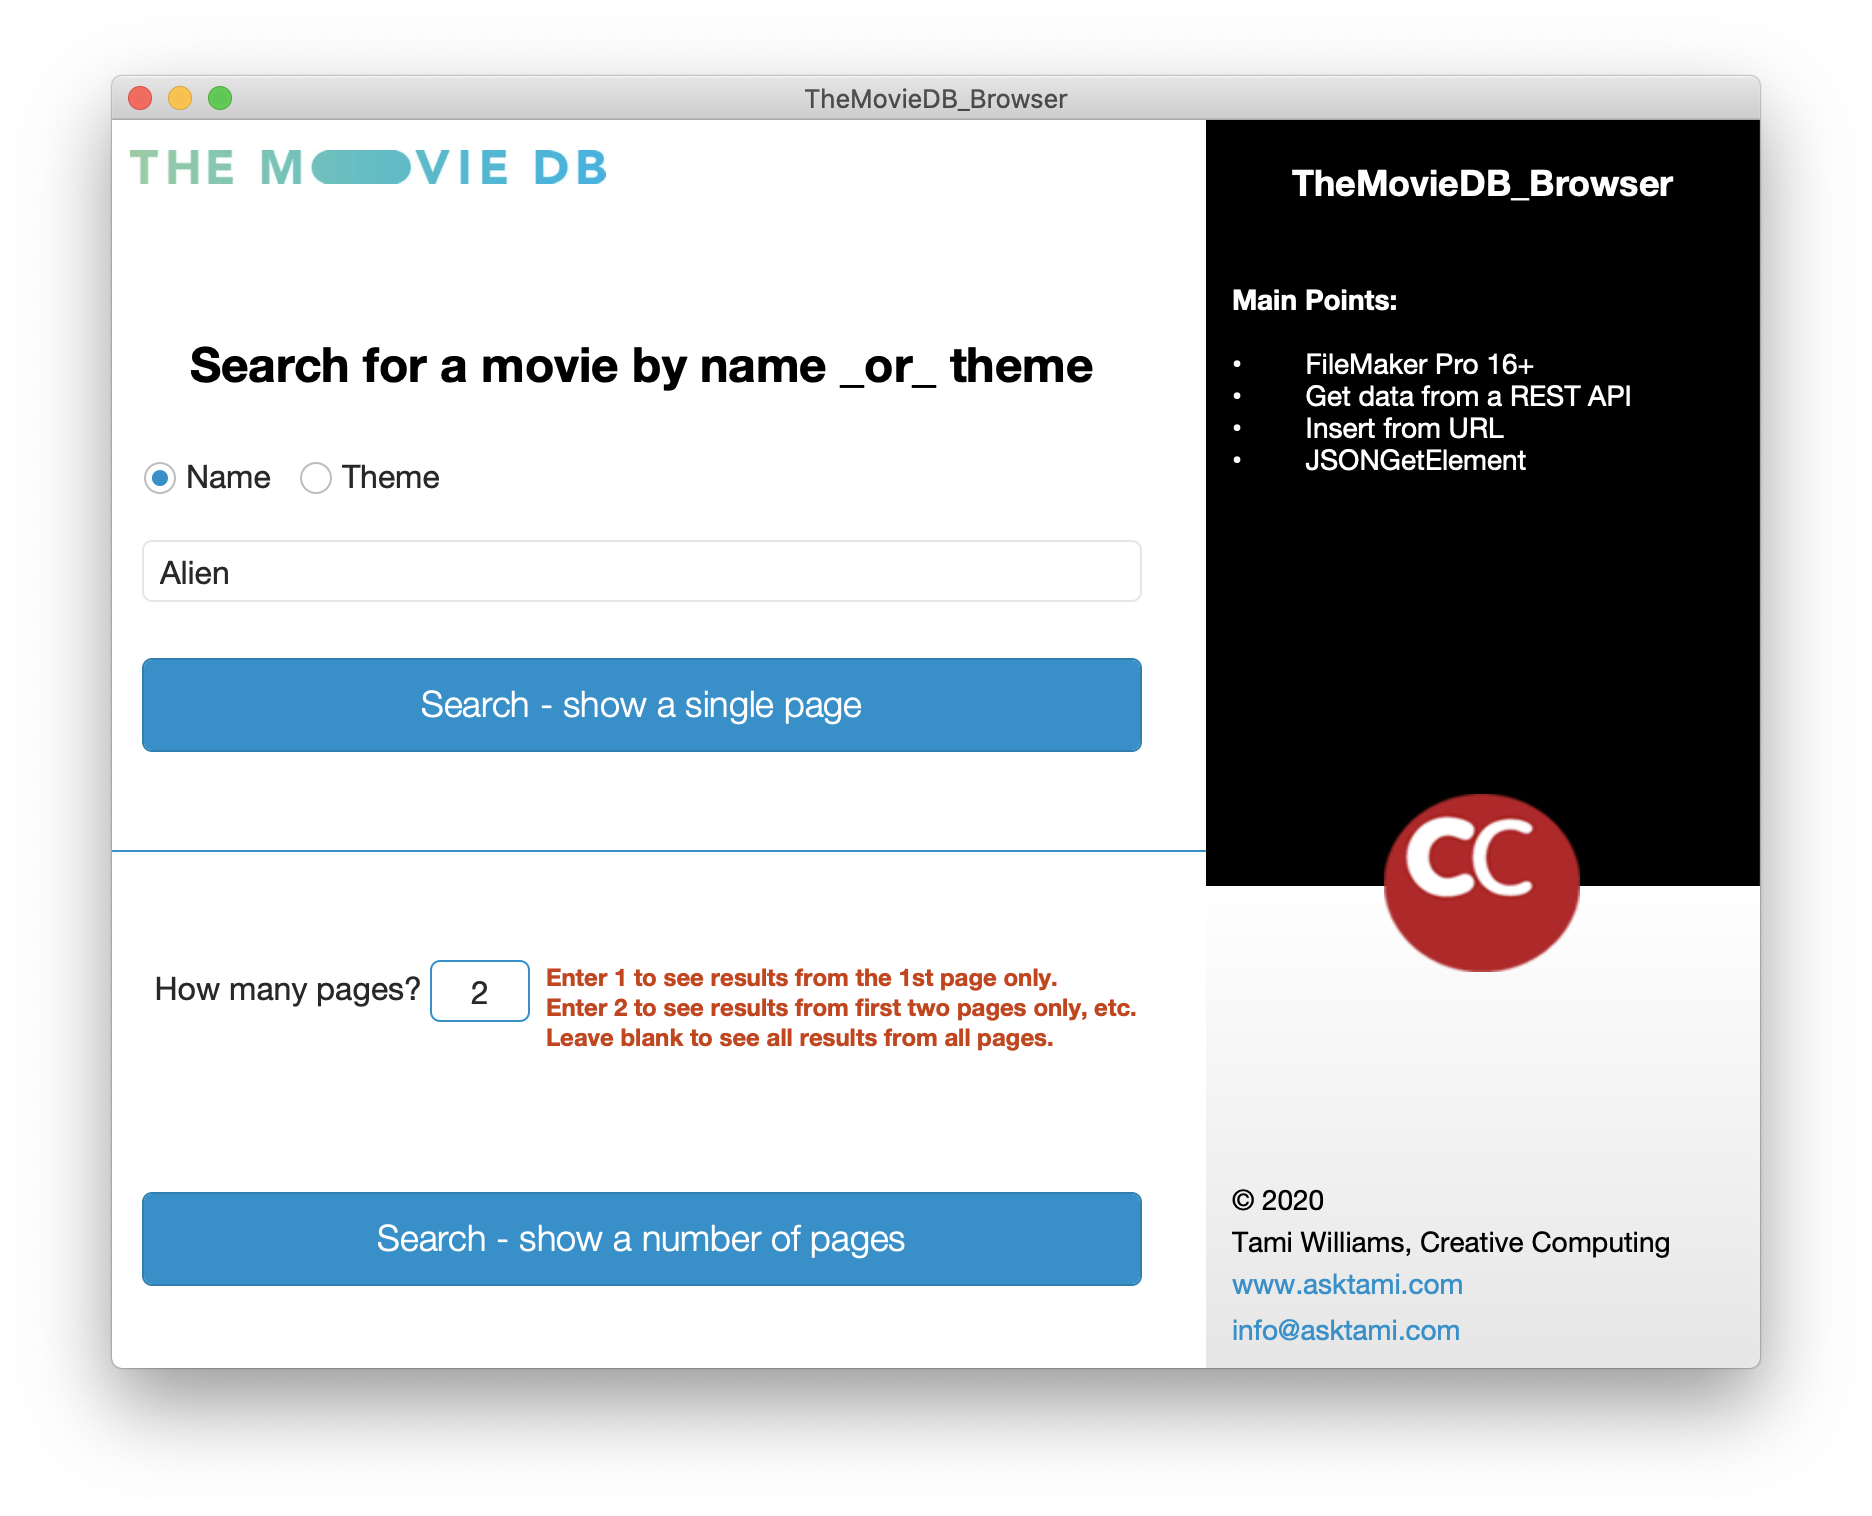 TheMovieDB_Browser
THE MOVIE DB
Search for a movie by name _or_ theme
Name Theme
Alien
Search - show a single page
How many pages? 2
Enter 1 to see results from the 1st page only.
Enter 2 to see results from first two pages only, etc.
Leave blank to see all results from all pages.
Search - show a number of pages
TheMovieDB_Browser
Main Points:
• FileMaker Pro 16+
• Get data from a REST API
• Insert from URL
• JSONGetElement
CC
© 2020
Tami Williams, Creative Computing
www.asktami.com
info@asktami.com